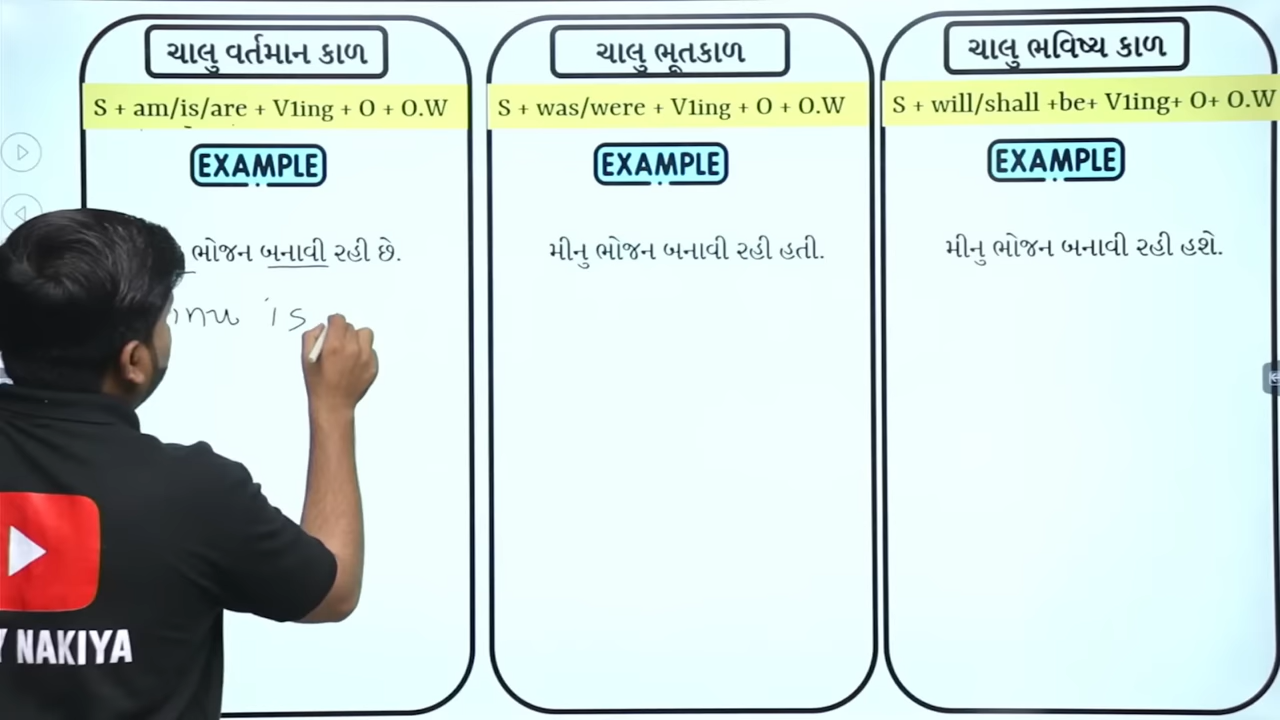 ચાલુ વર્તમાન કાળ
S + am/is/are + V1ing + O + O.W
EXAMPLE
ભોજન બનાવી રહી છે.
is
ચાલુ ભૂતકાળ
S + was/were + V1ing + O + O.W
EXAMPLE
મીનુ ભોજન બનાવી રહી હતી.
ચાલુ ભવિષ્ય કાળ
S + will/shall +be+ V1ing+ O+ O.W
EXAMPLE
મીનુ ભોજન બનાવી રહી હશે.
NAKIYA